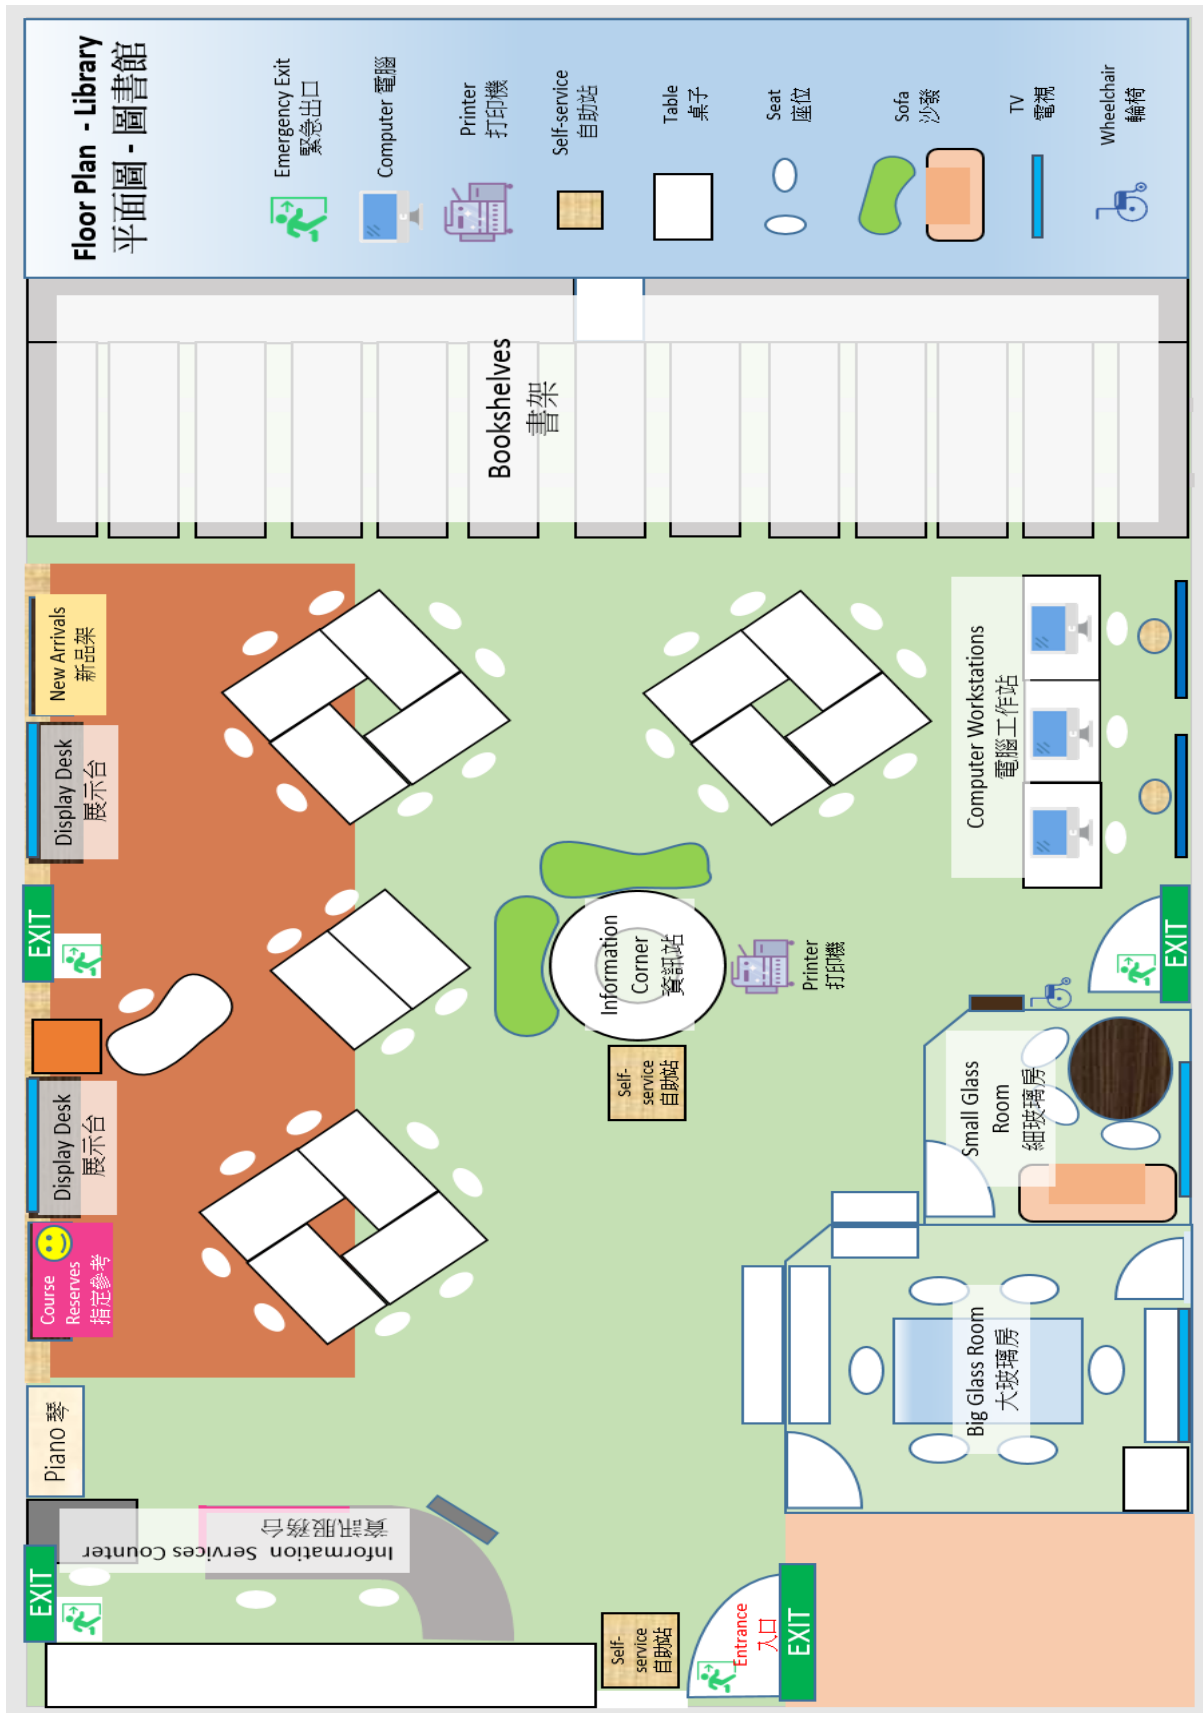 Floor Plan - Library
平面圖 - 圖書館
Emergency Exit
緊急出口
Computer 電腦
Printer
打印機
Self-service
自助站
Table
桌子
Seat
座位
Sofa
沙發
TV
電視
Wheelchair
輪椅
Bookshelves
書架
New Arrivals
新品架
Display Desk
展示台
EXIT
Display Desk
展示台
Course
Reserves
指定參考
Piano 琴
Information Services Counter
資訊服務台
EXIT
Information
Corner
資訊站
Printer
打印機
Self-
service
自助站
Computer Workstations
電腦工作站
EXIT
Small Glass
Room
細玻璃房
Big Glass Room
大玻璃房
Self-
service
自助站
Entrance
入口
EXIT